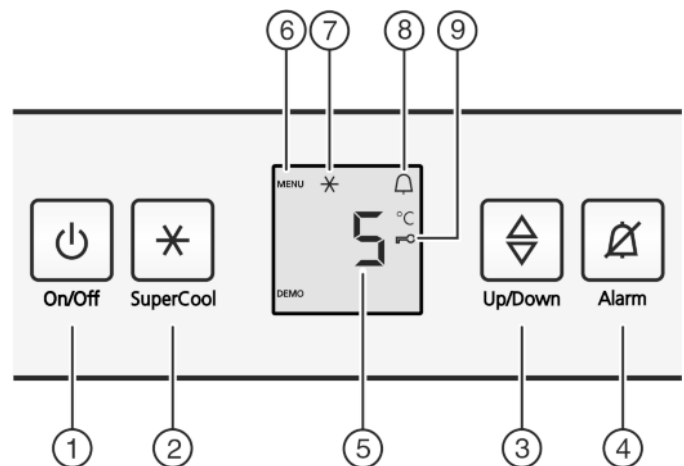 6 7 8 9
MENU
°C
5
DEMO
On/Off SuperCool Up/Down Alarm
1 2 5 3 4